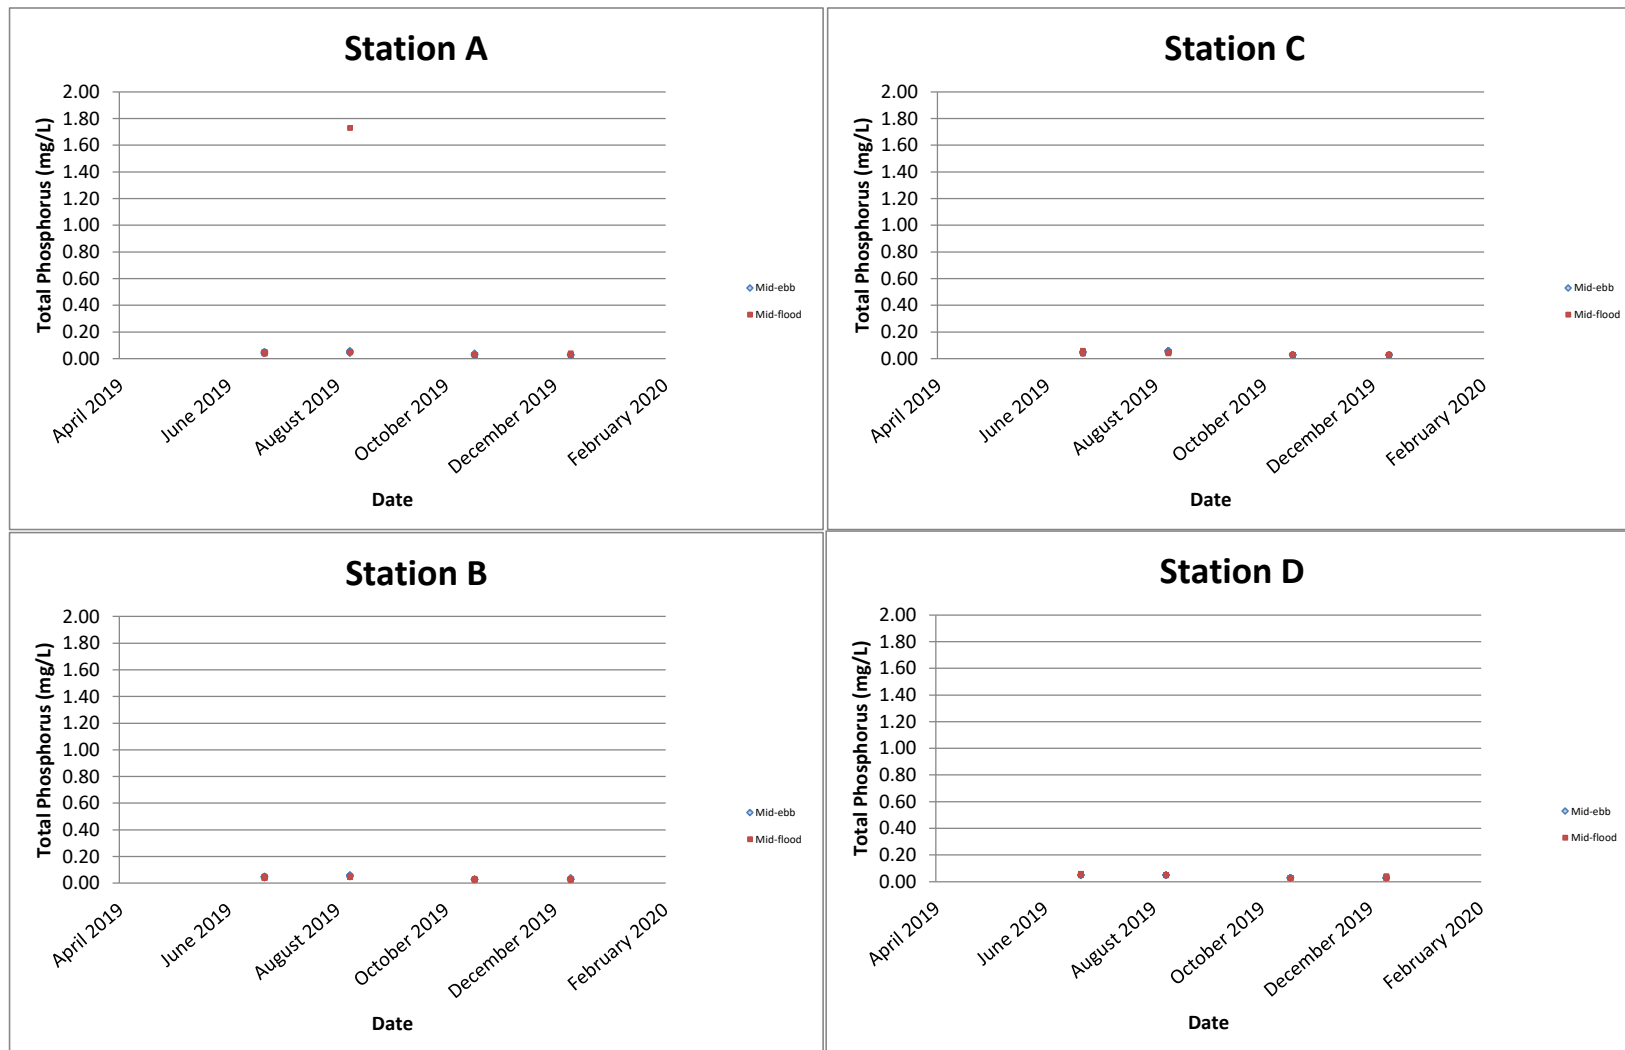 Station A
Total Phosphorus (mg/L)
2.00
1.80
1.60
1.40
1.20
1.00
0.80
0.60
0.40
0.20
0.00
April 2019
June 2019
August 2019
October 2019
December 2019
February 2020
Date
Mid-ebb
Mid-flood
Station C
Total Phosphorus (mg/L)
2.00
1.80
1.60
1.40
1.20
1.00
0.80
0.60
0.40
0.20
0.00
April 2019
June 2019
August 2019
October 2019
December 2019
February 2020
Date
Mid-ebb
Mid-flood
Station B
Total Phosphorus (mg/L)
2.00
1.80
1.60
1.40
1.20
1.00
0.80
0.60
0.40
0.20
0.00
April 2019
June 2019
August 2019
October 2019
December 2019
February 2020
Date
Mid-ebb
Mid-flood
Station D
Total Phosphorus (mg/L)
2.00
1.80
1.60
1.40
1.20
1.00
0.80
0.60
0.40
0.20
0.00
April 2019
June 2019
August 2019
October 2019
December 2019
February 2020
Date
Mid-ebb
Mid-flood